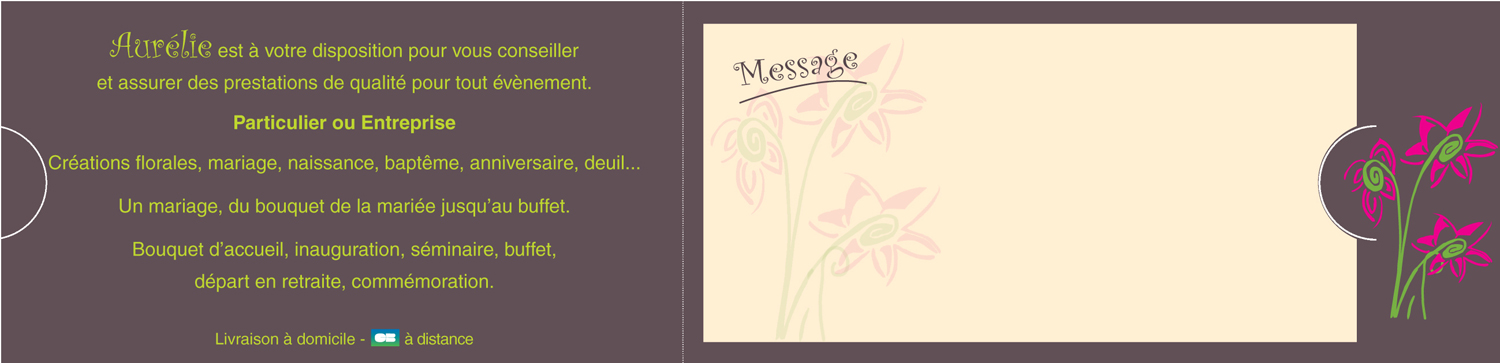 Aurélie est à votre disposition pour vous conseiller
et assurer des prestations de qualité pour tout évènement.
Particulier ou Entreprise
Créations florales, mariage, naissance, baptême, anniversaire, deuil...
Un mariage, du bouquet de la mariée jusqu'au buffet.
Bouquet d'accueil, inauguration, séminaire, buffet,
départ en retraite, commémoration.
Livraison à domicile - CB à distance
Message